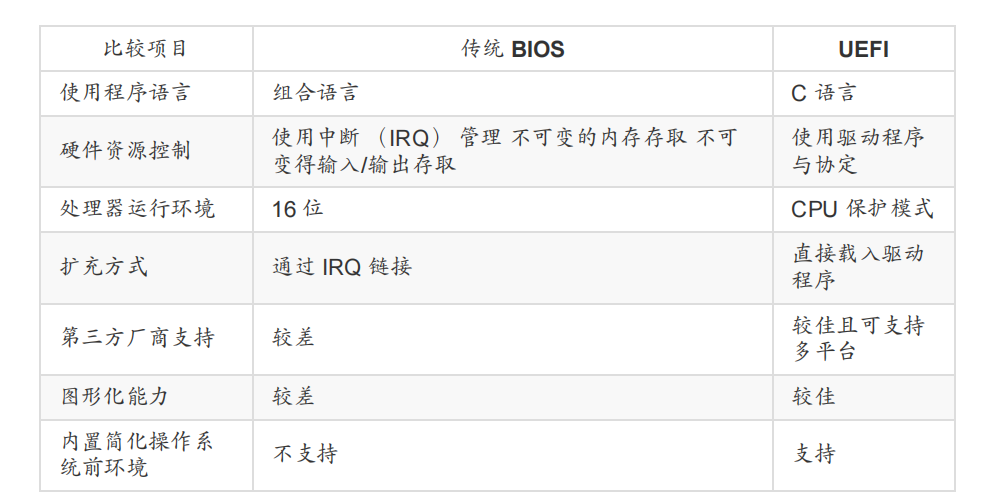 比较项目 传统 BIOS UEFI
使用程序语言 组合语言 C 语言
硬件资源控制 使用中断 （IRQ） 管理 不可变的内存存取 不可 使用驱动程序
变得输入/输出存取 与协定
处理器运行环境 16 位 CPU 保护模式
扩充方式 通过 IRQ 链接 直接载入驱动
程序
第三方厂商支持 较差 较佳且可支持
多平台
图形化能力 较差 较佳
内置简化操作系 不支持 支持
统前环境